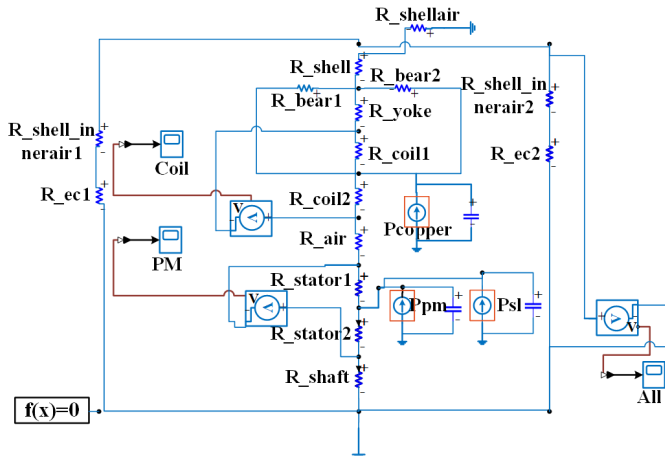 R_shellair
R_shell
R_bear2
R_bear1
R_yoke
R_shell_in
nerair1
R_shell_in
nerair2
Coil
R_coil1
R_ec2
R_ec1
R_coil2
V
V
Pcopper
R_air
PM
R_stator1
V
V
Ppm
Psl
R_stator2
V
V
R_shaft
All
f(x)=0